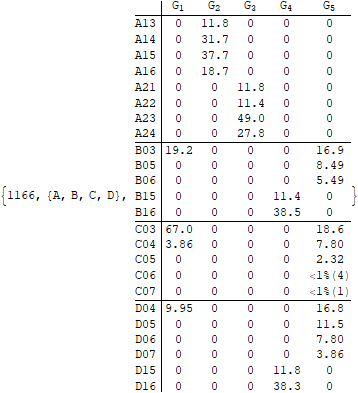 G1 G2 G3 G4 G5
A13 0 11.8 0 0 0
A14 0 31.7 0 0 0
A15 0 37.7 0 0 0
A16 0 18.7 0 0 0
A21 0 0 11.8 0 0
A22 0 0 11.4 0 0
A23 0 0 49.0 0 0
A24 0 0 27.8 0 0
B03 19.2 0 0 0 16.9
B05 0 0 0 0 8.49
B06 0 0 0 0 5.49
{1166, {A, B, C, D}, B15 0 0 0 11.4 0 }
B16 0 0 0 38.5 0
C03 67.0 0 0 0 18.6
C04 3.86 0 0 0 7.80
C05 0 0 0 0 2.32
C06 0 0 0 0 <1%(4)
C07 0 0 0 0 <1%(1)
D04 9.95 0 0 0 16.8
D05 0 0 0 0 11.5
D06 0 0 0 0 7.80
D07 0 0 0 0 3.86
D15 0 0 0 11.8 0
D16 0 0 0 38.3 0